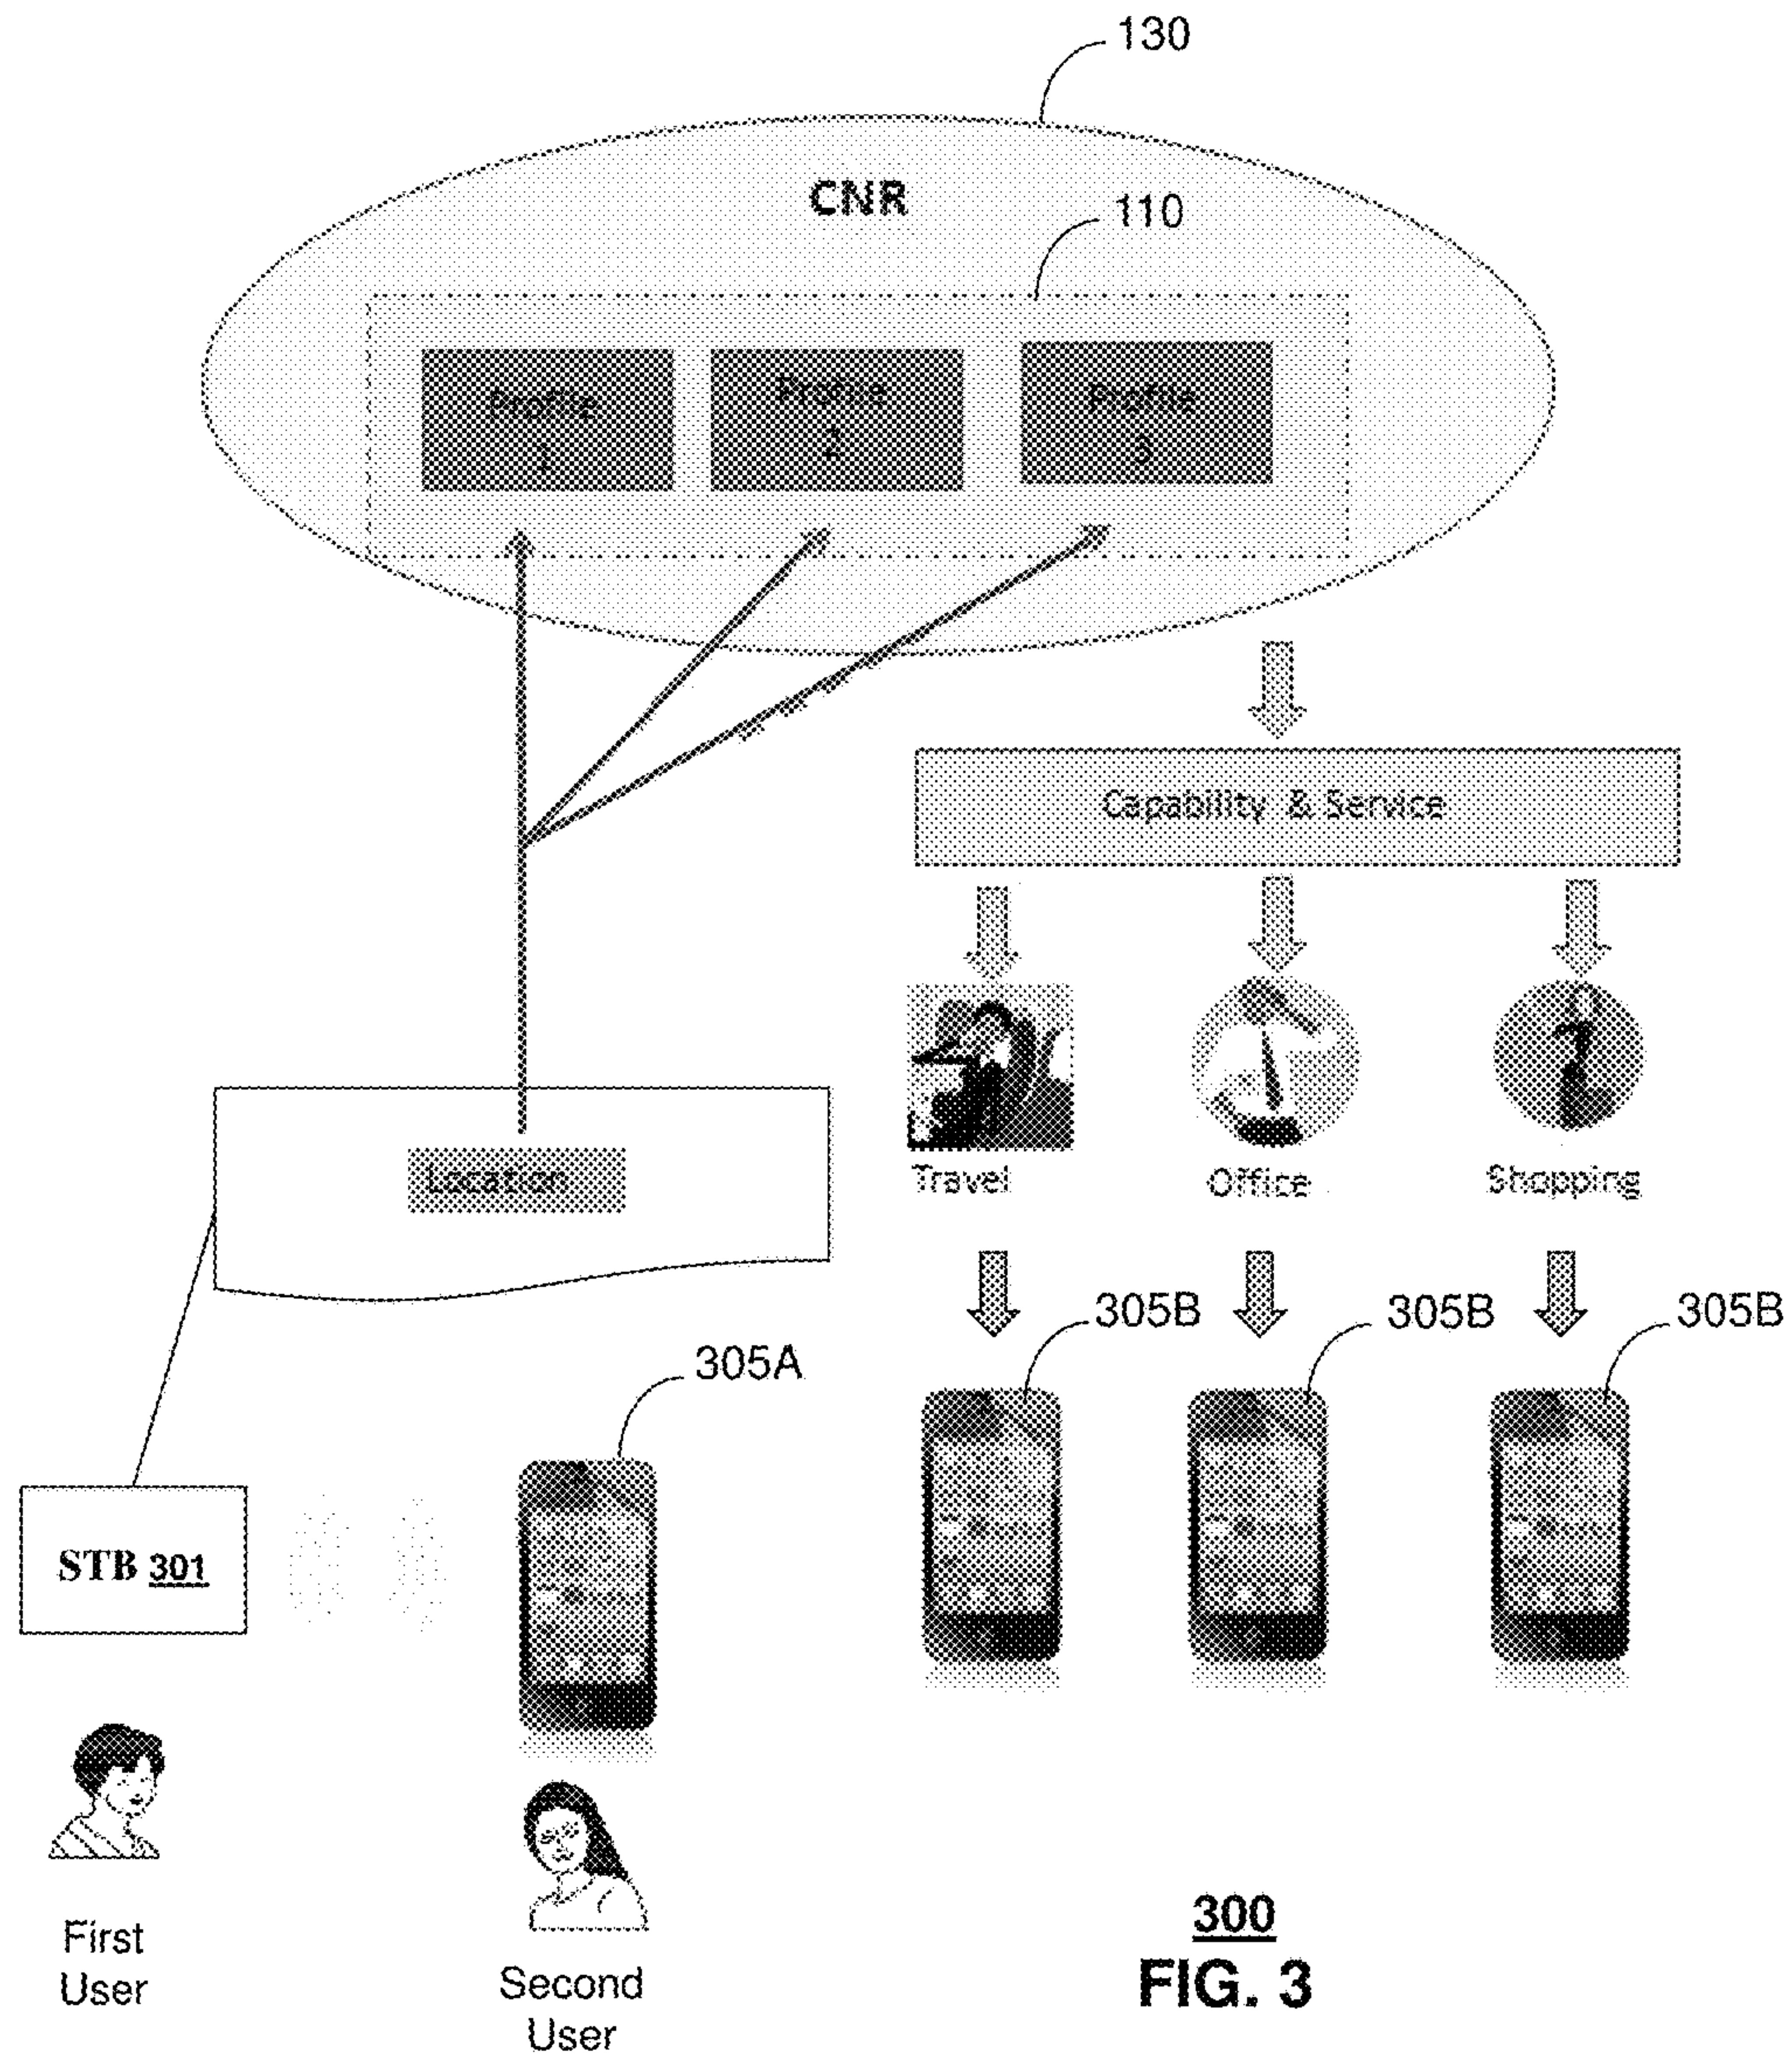 130
CNR
110
Profile
1
Profile
2
Profile
3
Capability & Service
Travel
Office
Shopping
Location
305B
305B
305B
305A
STB 301
First
User
Second
User
300
FIG. 3